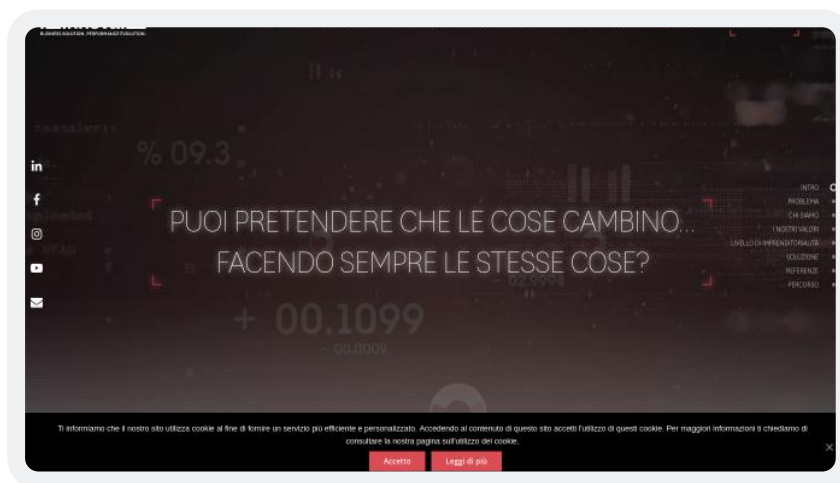 BUSINESS SOLUTION. PERFORMANCE EVOLUTION.
% 09.3
INTRO
PROBLEMA
CHI SIAMO
I NOSTRI VALORI
LIVELLO DI IMPRENDITORIALITÀ
SOLUZIONE
REFERENZE
PERCORSO
PUOI PRETENDERE CHE LE COSE CAMBINO...
FACENDO SEMPRE LE STESSE COSE?
+ 00.1099
- 00.0009
Ti informiamo che il nostro sito utilizza cookie al fine di fornire un servizio più efficiente e personalizzato. Accedendo al contenuto di questo sito accetti l'utilizzo di questi cookie. Per maggiori informazioni ti chiediamo di
consultare la nostra pagina sull'utilizzo dei cookie.
Accetto
Leggi di più